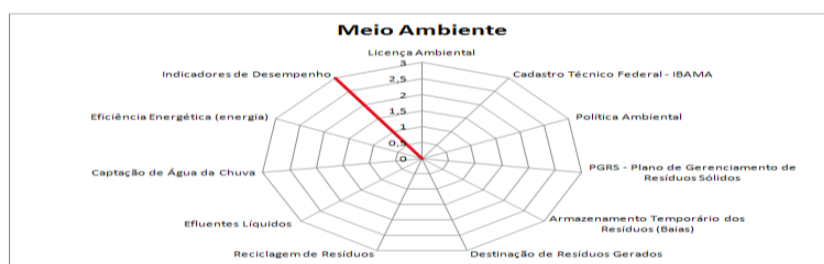 Meio Ambiente
Licença Ambiental
3
2,5
2
1,5
1
0,5
0
Cadastro Técnico Federal - IBAMA
Política Ambiental
PGRS - Plano de Gerenciamento de
Resíduos Sólidos
Armazenamento Temporário dos
Resíduos (Baias)
Destinação de Resíduos Gerados
Reciclagem de Resíduos
Efluentes Líquidos
Captação de Água da Chuva
Eficiência Energética (energia)
Indicadores de Desempenho